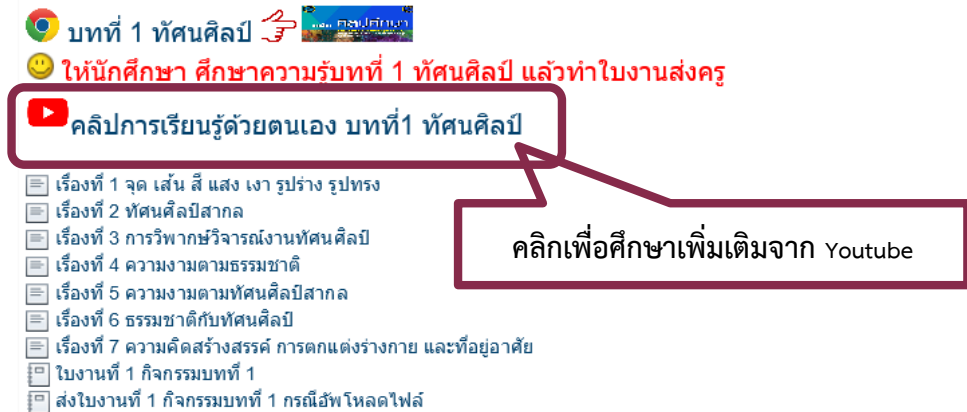 บทที่ 1 ทัศนศิลป์
ให้นักศึกษา ศึกษาความรู้บทที่ 1 ทัศนศิลป์ แล้วทำใบงานส่งครู
คลิปการเรียนรู้ด้วยตนเอง บทที่1 ทัศนศิลป์
เรื่องที่ 1 จุด เส้น สี แสง เงา รูปร่าง รูปทรง
เรื่องที่ 2 ทัศนศิลป์สากล
เรื่องที่ 3 การวิพากษ์วิจารณ์งานทัศนศิลป์
คลิกเพื่อศึกษาเพิ่มเติมจาก Youtube
เรื่องที่ 4 ความงามตามธรรมชาติ
เรื่องที่ 5 ความงามตามทัศนศิลป์สากล
เรื่องที่ 6 ธรรมชาติกับทัศนศิลป์
เรื่องที่ 7 ความคิดสร้างสรรค์ การตกแต่งร่างกาย และที่อยู่อาศัย
ใบงานที่ 1 กิจกรรมบทที่ 1
ส่งใบงานที่ 1 กิจกรรมบทที่ 1 กรณีอัพโหลดไฟล์